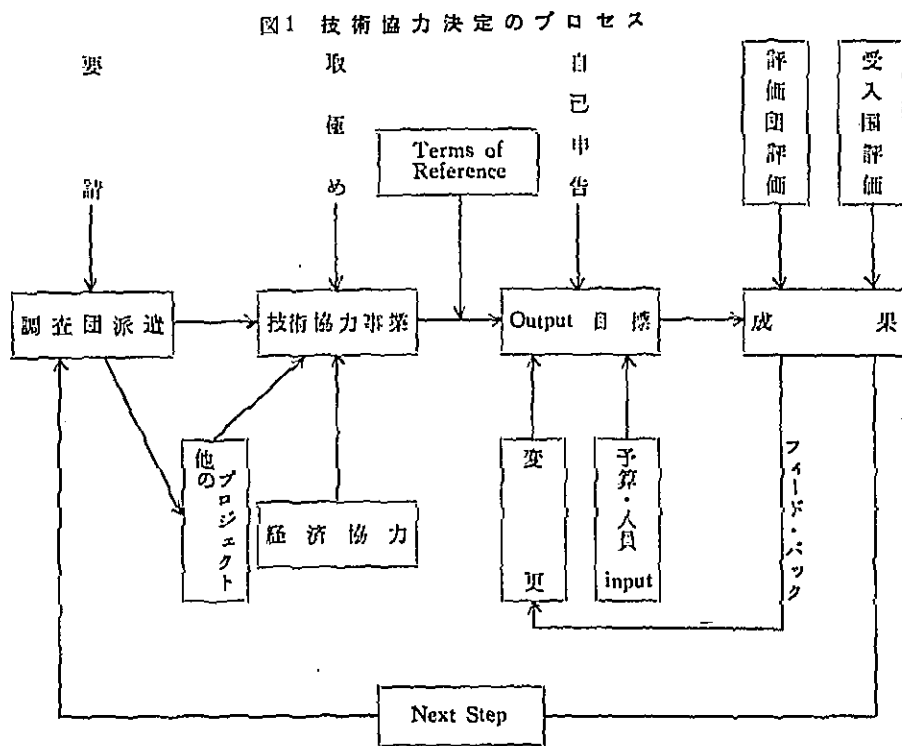 図1 技術協力決定のプロセス
要請
取極め
自己申告
評価団評価
受入国評価
Terms of
Reference
調査団派遣
技術協力事業
Output 目標
成果
他の
プロジェクト
経済協力
変更
予算・人員
input
フィード・バック
Next Step